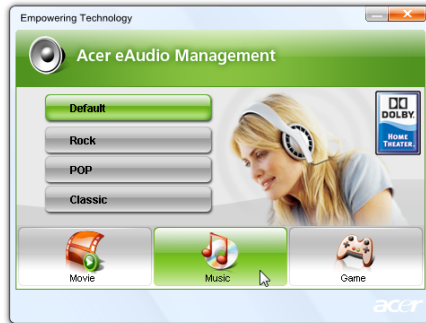 Empowering Technology
Acer eAudio Management
Default
Rock
POP
Classic
DOLBY
HOME
THEATER
Movie
Music
Game
acer